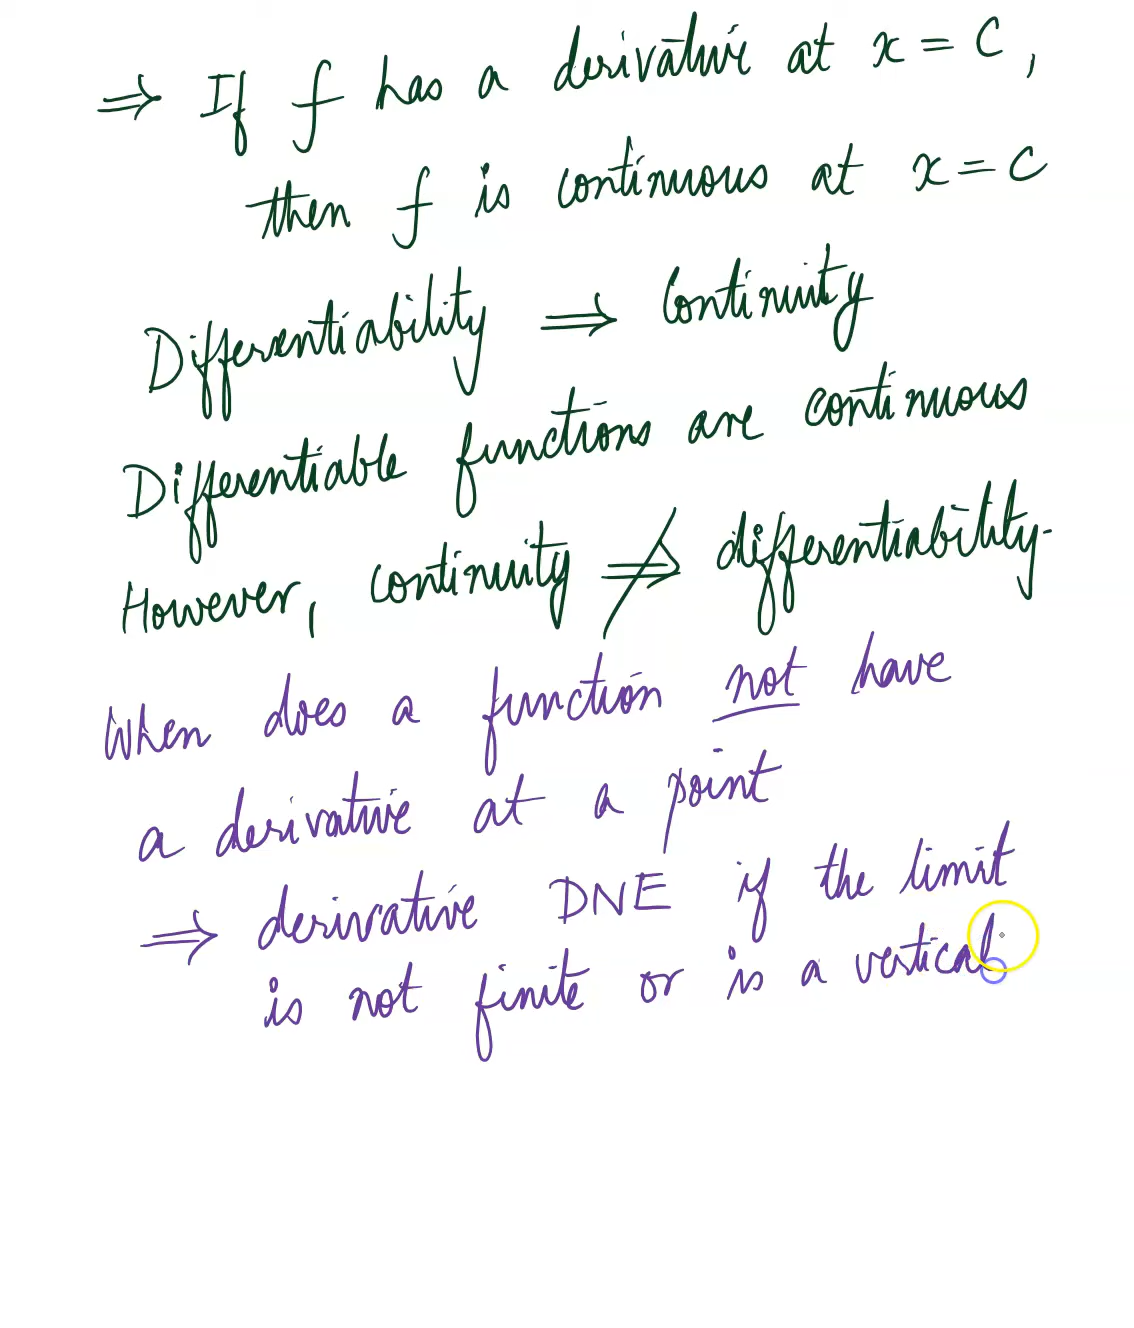 ⇒ If f has a derivative at x = c,
then f is continuous at x = c
Differentiability ⇒ Continuity
Differentiable functions are continuous
However, continuity ⇏ differentiability.
When does a function not have
a derivative at a point
⇒ derivative DNE if the limit
is not finite or is a vertical